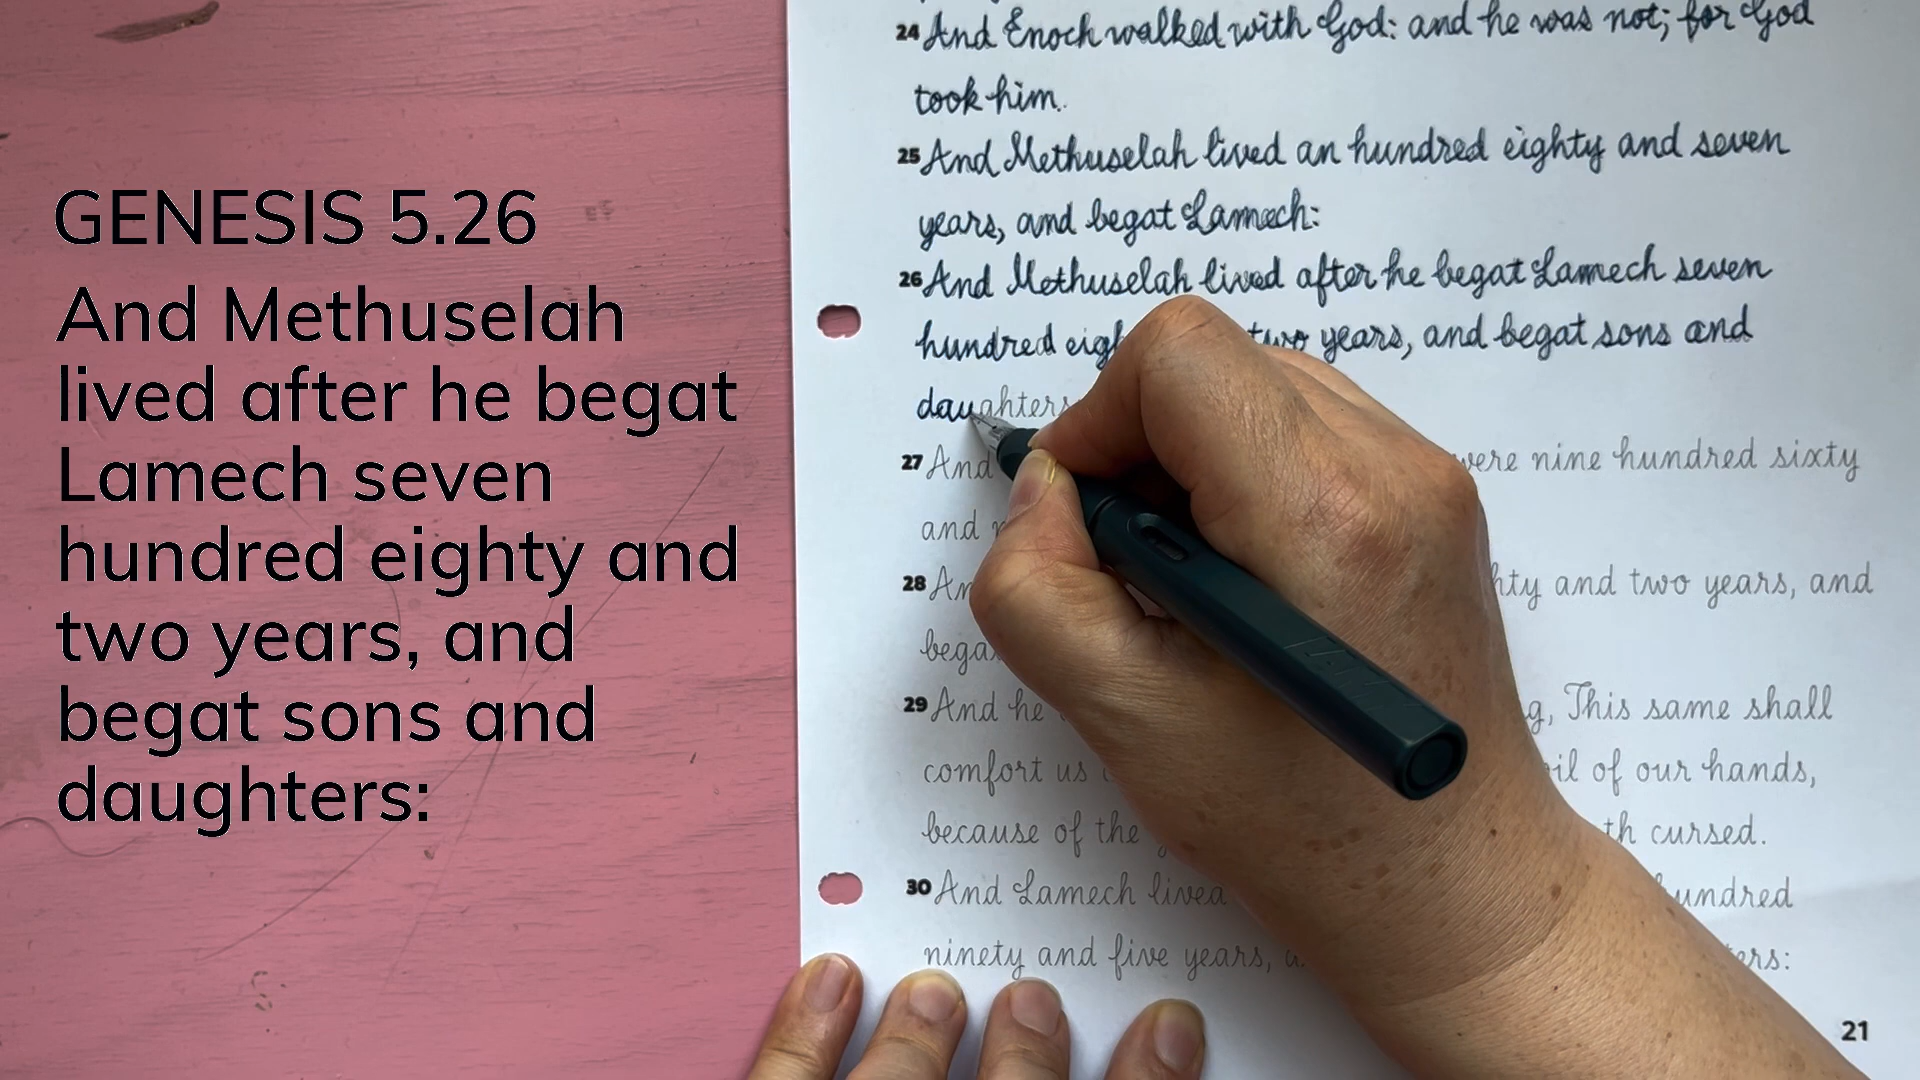 GENESIS 5.26
And Methuselah
lived after he begat
Lamech seven
hundred eighty and
two years, and
begat sons and
daughters:
24 And Enoch walked with God: and he was not; for God
took him.
25 And Methuselah lived an hundred eighty and seven
years, and begat Lamech:
26 And Methuselah lived after he begat Lamech seven
hundred two years, and begat sons and
daughters
27 And were nine hundred sixty
and
28 hty and two years, and
29 And he This same shall
comfort us of our hands,
because of the cursed.
30 And Lamech lived hundred
ninety and five years,
21